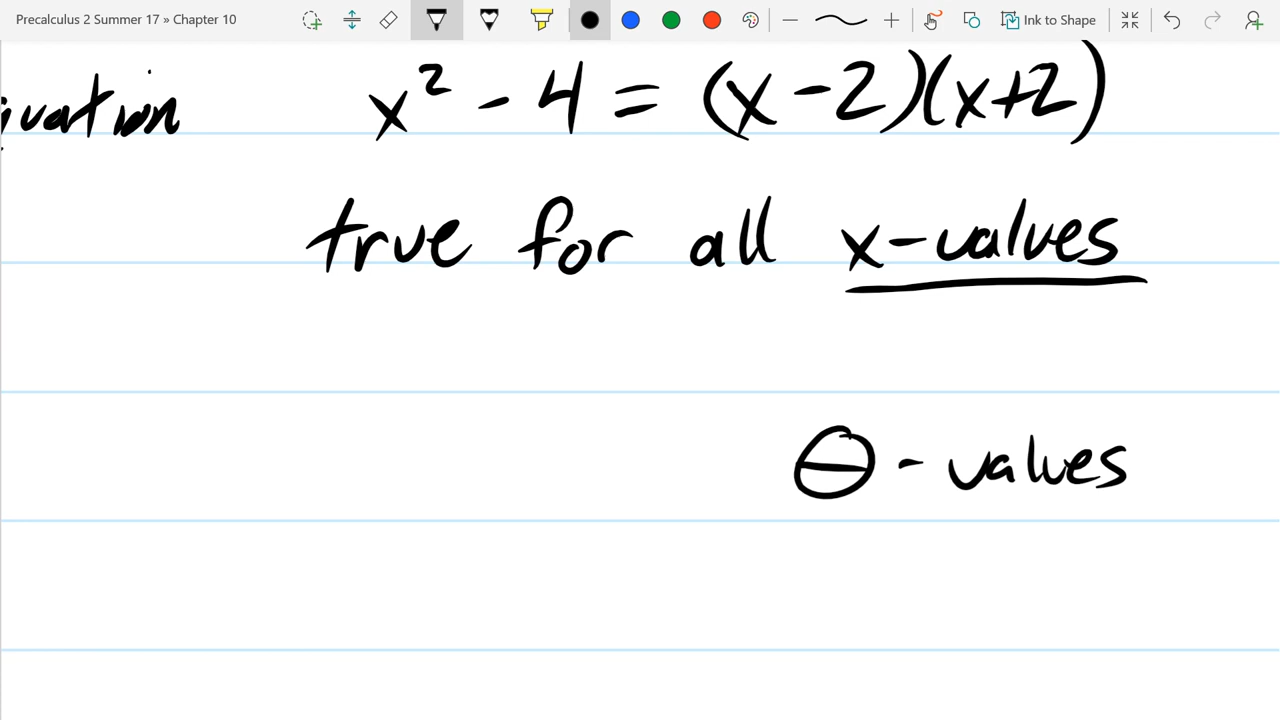 Precalculus 2 Summer 17 » Chapter 10
Ink to Shape
x² - 4 = (x - 2)(x+2)
true for all x-values
θ - values